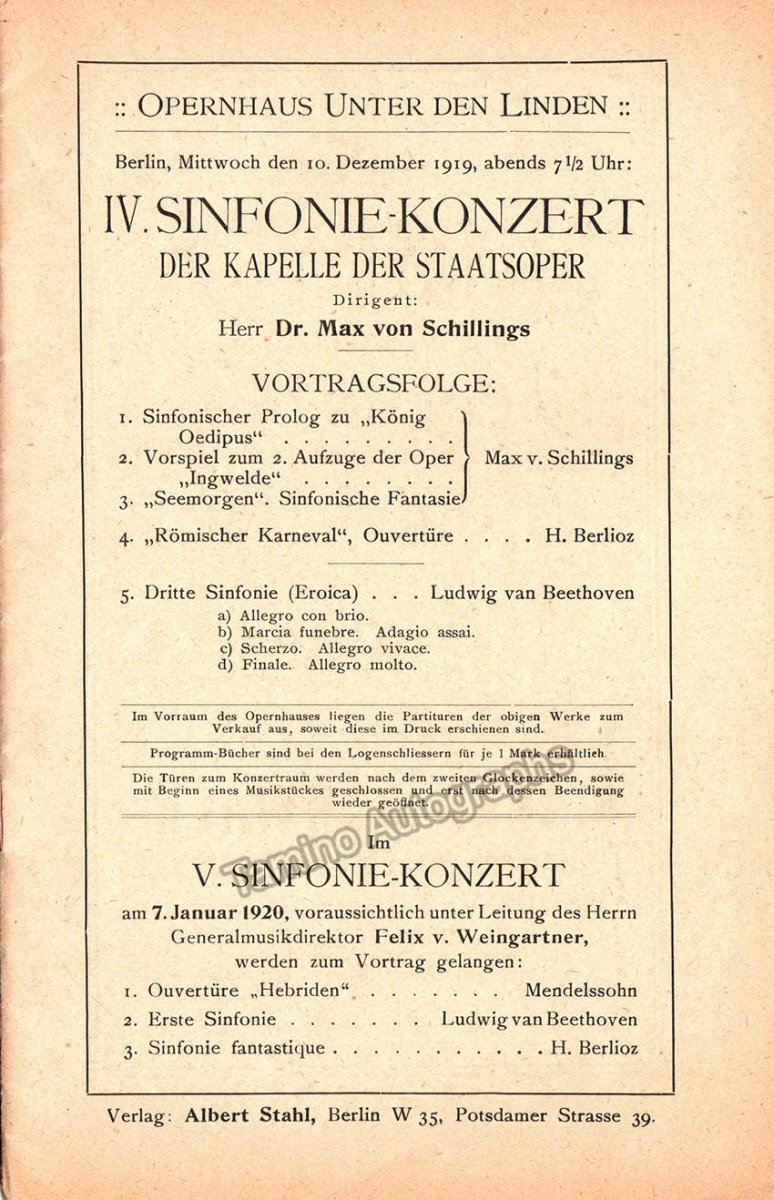 :: OPERNHAUS UNTER DEN LINDEN ::
Berlin, Mittwoch den 10. Dezember 1919, abends 7 1/2 Uhr:
IV. SINFONIE-KONZERT
DER KAPELLE DER STAATSOPER
Dirigent:
Herr Dr. Max von Schillings
VORTRAGSFOLGE:
1. Sinfonischer Prolog zu „König
Oedipus“ . . . . . . . . .
2. Vorspiel zum 2. Aufzuge der Oper
„Ingwelde“ . . . . . . . .
3. „Seemorgen“. Sinfonische Fantasie
Max v. Schillings
4. „Römischer Karneval“, Ouvertüre . . . . H. Berlioz
5. Dritte Sinfonie (Eroica) . . . Ludwig van Beethoven
a) Allegro con brio.
b) Marcia funebre. Adagio assai.
c) Scherzo. Allegro vivace.
d) Finale. Allegro molto.
Im Vorraum des Opernhauses liegen die Partituren der obigen Werke zum
Verkauf aus, soweit diese im Druck erschienen sind.
Programm-Bücher sind bei den Logenschliessern für je 1 Mark erhältlich
Die Türen zum Konzertraum werden nach dem zweiten Glockenzeichen, sowie
mit Beginn eines Musikstückes geschlossen und erst nach dessen Beendigung
wieder geöffnet.
Tamino Autographs
Im
V. SINFONIE-KONZERT
am 7. Januar 1920, voraussichtlich unter Leitung des Herrn
Generalmusikdirektor Felix v. Weingartner,
werden zum Vortrag gelangen:
1. Ouvertüre „Hebriden“ . . . . . . . Mendelssohn
2. Erste Sinfonie . . . . . . . Ludwig van Beethoven
3. Sinfonie fantastique . . . . . . . . . . . H. Berlioz
Verlag: Albert Stahl, Berlin W 35, Potsdamer Strasse 39.